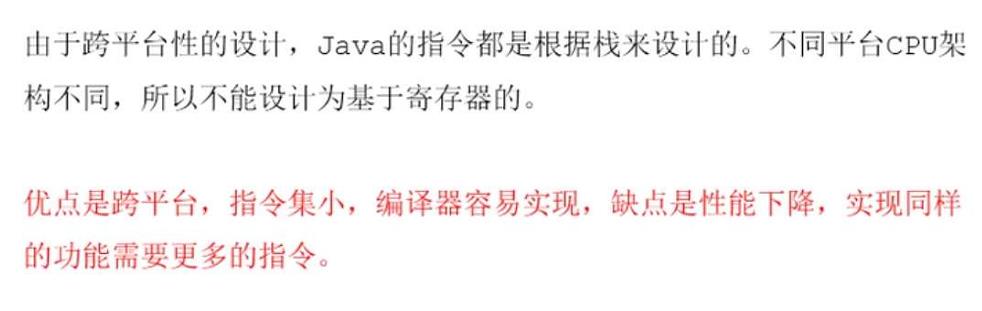 由于跨平台性的设计，Java的指令都是根据栈来设计的。不同平台CPU架
构不同，所以不能设计为基于寄存器的。
优点是跨平台，指令集小，编译器容易实现，缺点是性能下降，实现同样
的功能需要更多的指令。